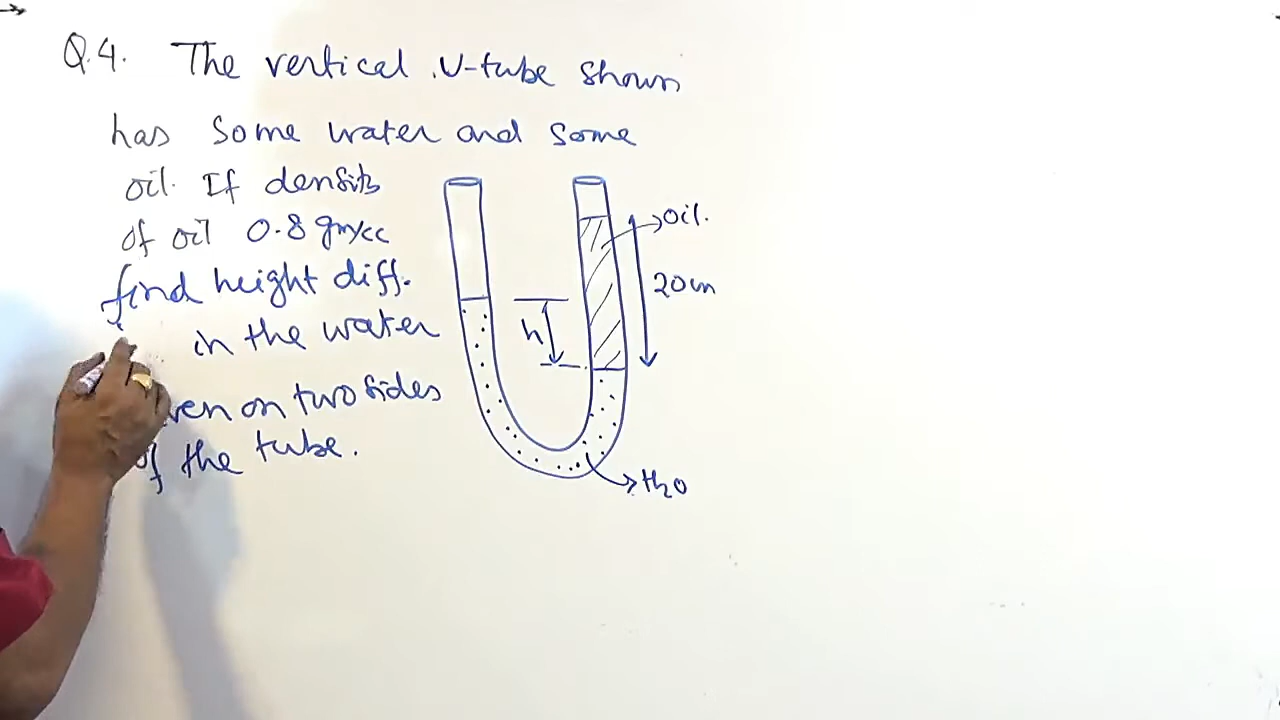 Q.4. The vertical U-tube shown
has some water and some
oil. If density
of oil 0.8 gm/cc
find height diff.
in the water
on two sides
of the tube.
oil.
20cm
h
H2O